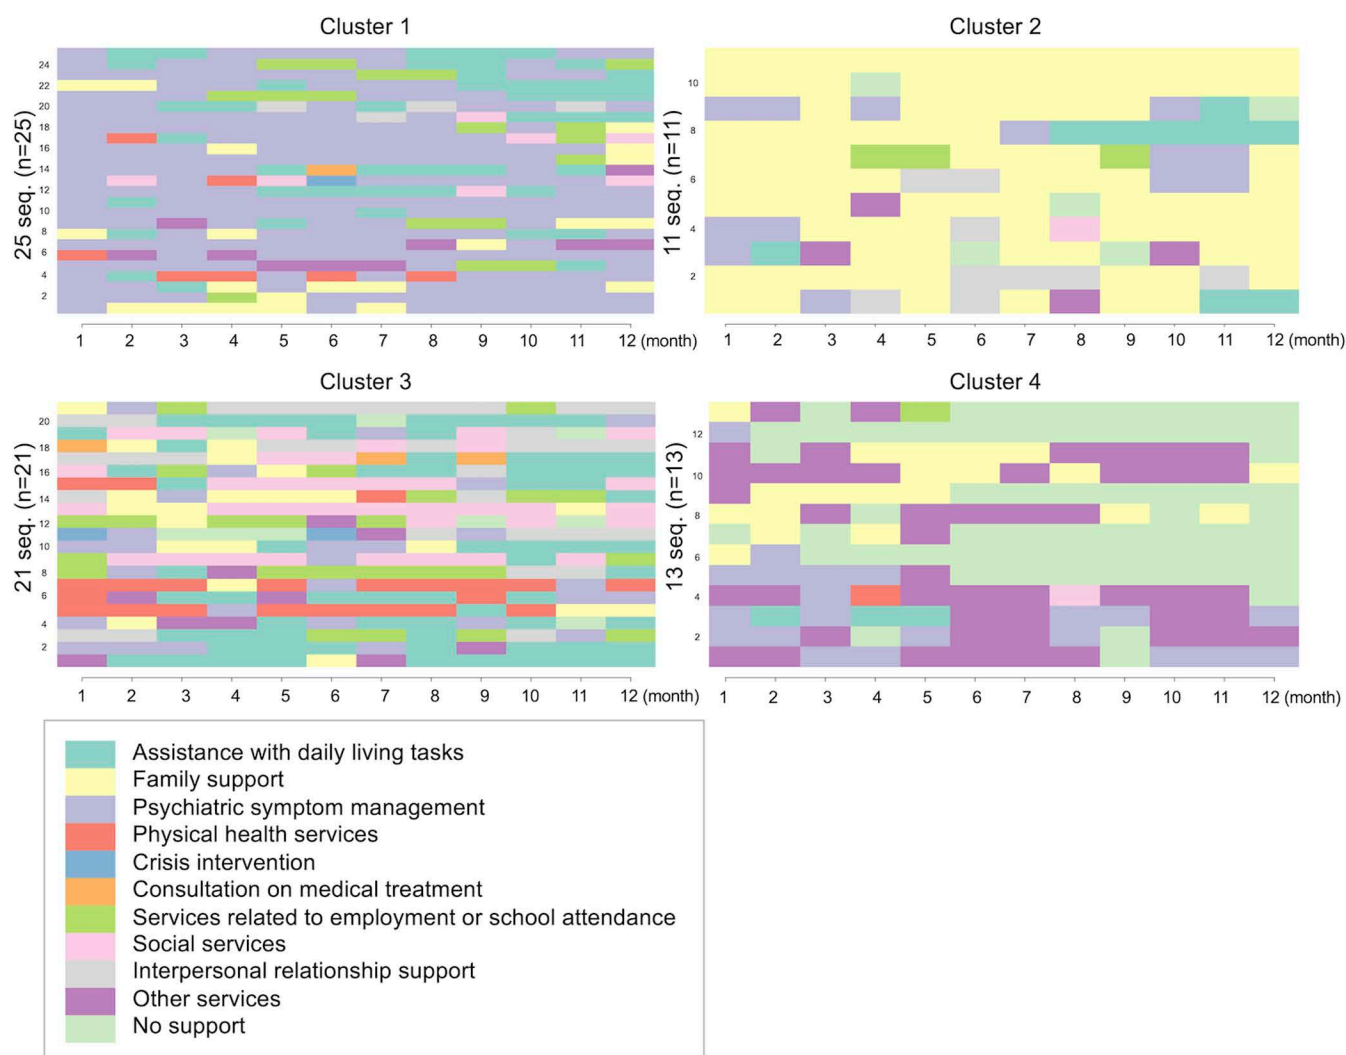 Cluster 1
25 seq. (n=25)
24
22
20
18
16
14
12
10
8
6
4
2
1 2 3 4 5 6 7 8 9 10 11 12 (month)
Cluster 2
11 seq. (n=11)
10
8
6
4
2
1 2 3 4 5 6 7 8 9 10 11 12 (month)
Cluster 3
21 seq. (n=21)
20
18
16
14
12
10
8
6
4
2
1 2 3 4 5 6 7 8 9 10 11 12 (month)
Cluster 4
13 seq. (n=13)
12
10
8
6
4
2
1 2 3 4 5 6 7 8 9 10 11 12 (month)
Assistance with daily living tasks
Family support
Psychiatric symptom management
Physical health services
Crisis intervention
Consultation on medical treatment
Services related to employment or school attendance
Social services
Interpersonal relationship support
Other services
No support